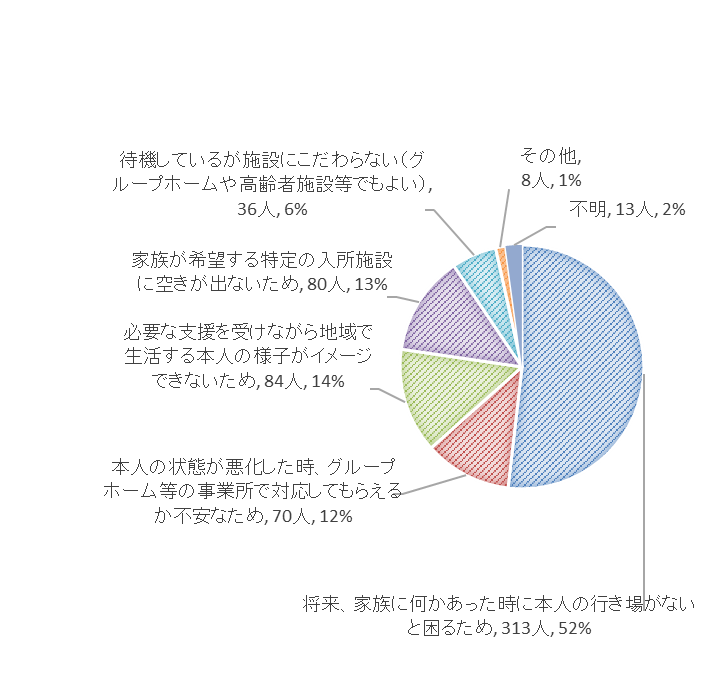 待機しているが施設にこだわらない（グ
ループホームや高齢者施設等でもよい）,
36人, 6%
その他,
8人, 1%
不明, 13人, 2%
家族が希望する特定の入所施設
に空きが出ないため, 80人, 13%
必要な支援を受けながら地域で
生活する本人の様子がイメージ
できないため, 84人, 14%
本人の状態が悪化した時、グループ
ホーム等の事業所で対応してもらえる
か不安なため, 70人, 12%
将来、家族に何かあった時に本人の行き場がない
と困るため, 313人, 52%